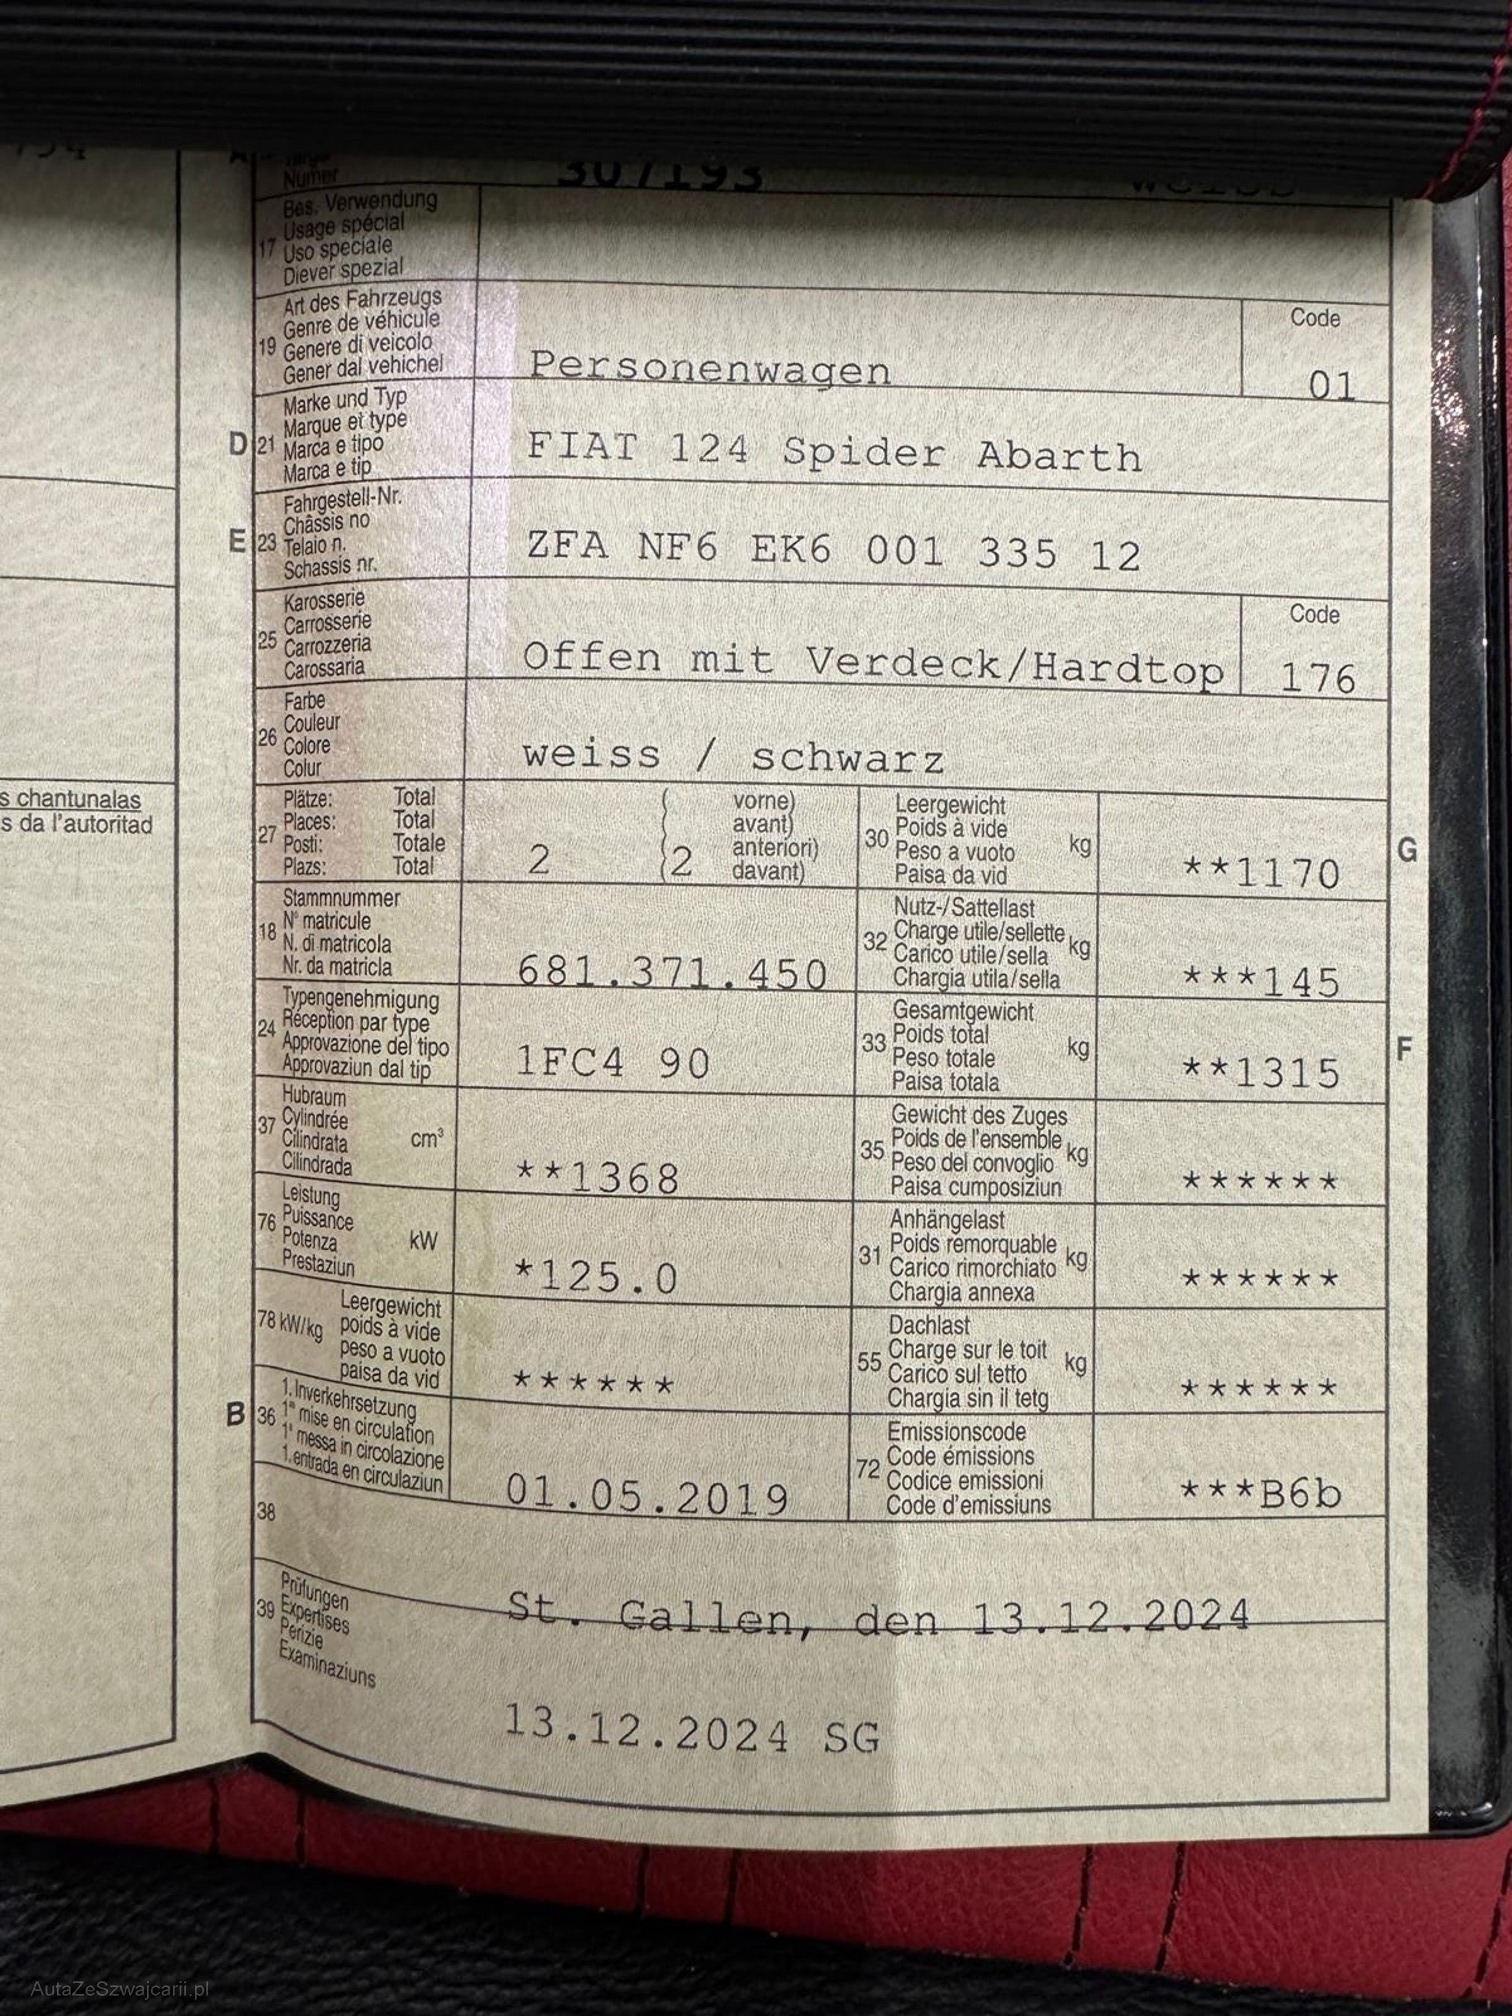 Numer
307193
17 Bes. Verwendung
Usage spécial
Uso speciale
Diever spezial
19 Art des Fahrzeugs
Genre de véhicule
Genere di veicolo
Gener dal vehichel
Personenwagen
Code
01
D 21 Marke und Typ
Marque et type
Marca e tipo
Marca e tip
FIAT 124 Spider Abarth
E 23 Fahrgestell-Nr.
Châssis no
Telaio n.
Schassis nr.
ZFA NF6 EK6 001 335 12
25 Karosserie
Carrosserie
Carrozzeria
Carossaria
Offen mit Verdeck/Hardtop
Code
176
26 Farbe
Couleur
Colore
Colur
weiss / schwarz
s chantunalas
s da l'autoritad
27 Plätze: Total
Places: Total
Posti: Totale
Plazs: Total
2 (2 vorne)
avant)
anteriori)
davant)
30 Leergewicht
Poids à vide
Peso a vuoto
Paisa da vid
kg
**1170
G
18 Stammnummer
N° matricule
N. di matricola
Nr. da matricla
681.371.450
32 Nutz-/Sattellast
Charge utile/sellette
Carico utile/sella
Chargia utila/sella
kg
***145
24 Typengenehmigung
Réception par type
Approvazione del tipo
Approvaziun dal tip
1FC4 90
33 Gesamtgewicht
Poids total
Peso totale
Paisa totala
kg
**1315
F
37 Hubraum
Cylindrée
Cilindrata
Cilindrada
cm³
**1368
35 Gewicht des Zuges
Poids de l'ensemble
Peso del convoglio
Paisa cumposiziun
kg
******
76 Leistung
Puissance
Potenza
Prestaziun
kW
*125.0
31 Anhängelast
Poids remorquable
Carico rimorchiato
Chargia annexa
kg
******
78 kW/kg Leergewicht
poids à vide
peso a vuoto
paisa da vid
******
55 Dachlast
Charge sur le toit
Carico sul tetto
Chargia sin il tetg
kg
******
B 36 1. Inverkehrsetzung
1re mise en circulation
1a messa in circolazione
1. entrada en circulaziun
01.05.2019
72 Emissionscode
Code émissions
Codice emissioni
Code d'emissiuns
***B6b
38
St. Gallen, den 13.12.2024
39 Prüfungen
Expertises
Perizie
Examinaziuns
13.12.2024 SG
AutaZeSzwajcarii.pl